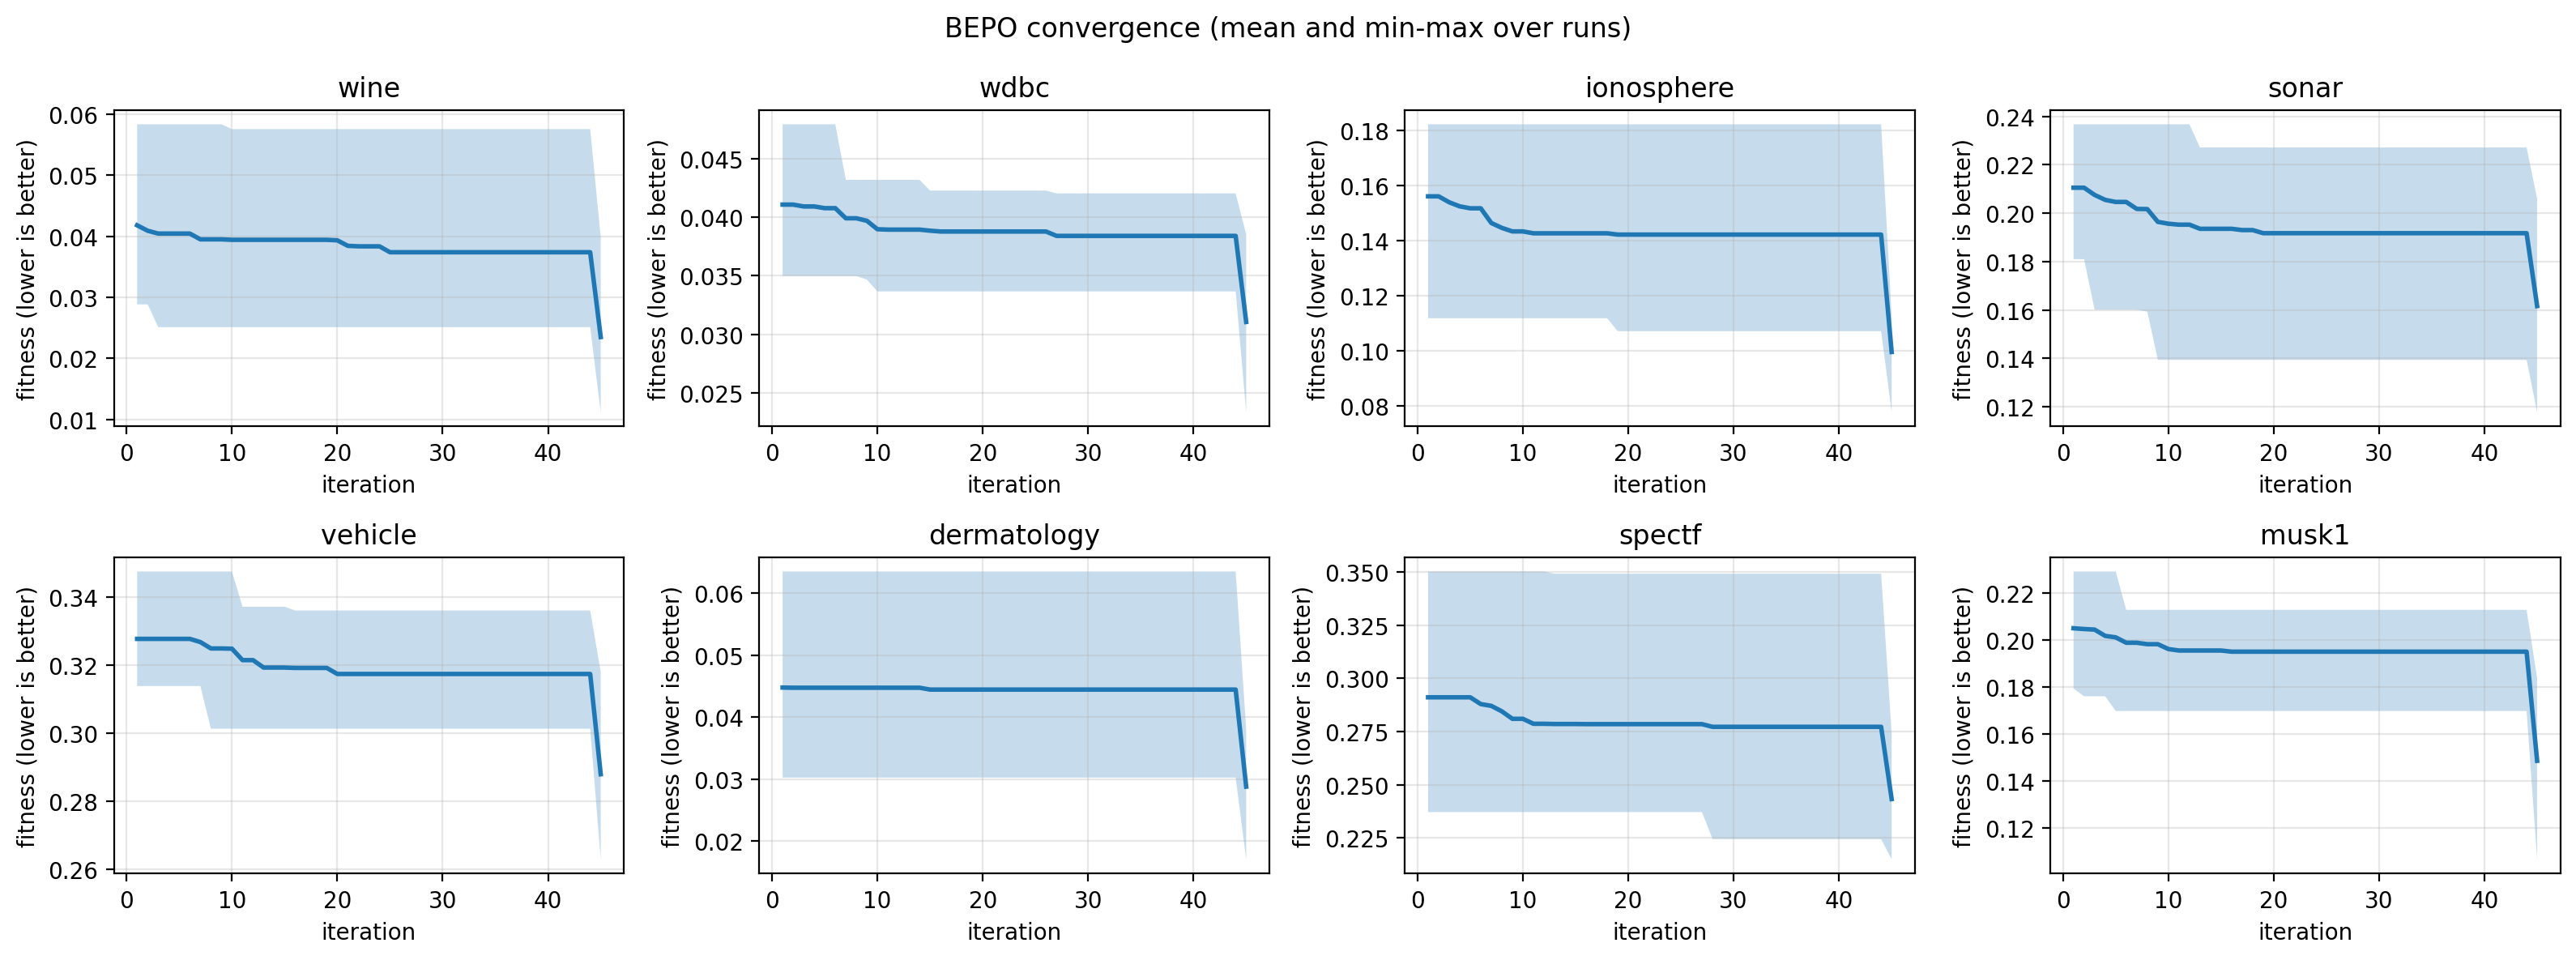 BEPO convergence (mean and min-max over runs)
wine
fitness (lower is better)
0.06
0.05
0.04
0.03
0.02
0.01
0 10 20 30 40
iteration
wdbc
fitness (lower is better)
0.045
0.040
0.035
0.030
0.025
0 10 20 30 40
iteration
ionosphere
fitness (lower is better)
0.18
0.16
0.14
0.12
0.10
0.08
0 10 20 30 40
iteration
sonar
fitness (lower is better)
0.24
0.22
0.20
0.18
0.16
0.14
0.12
0 10 20 30 40
iteration
vehicle
fitness (lower is better)
0.34
0.32
0.30
0.28
0.26
0 10 20 30 40
iteration
dermatology
fitness (lower is better)
0.06
0.05
0.04
0.03
0.02
0 10 20 30 40
iteration
spectf
fitness (lower is better)
0.350
0.325
0.300
0.275
0.250
0.225
0 10 20 30 40
iteration
musk1
fitness (lower is better)
0.22
0.20
0.18
0.16
0.14
0.12
0 10 20 30 40
iteration